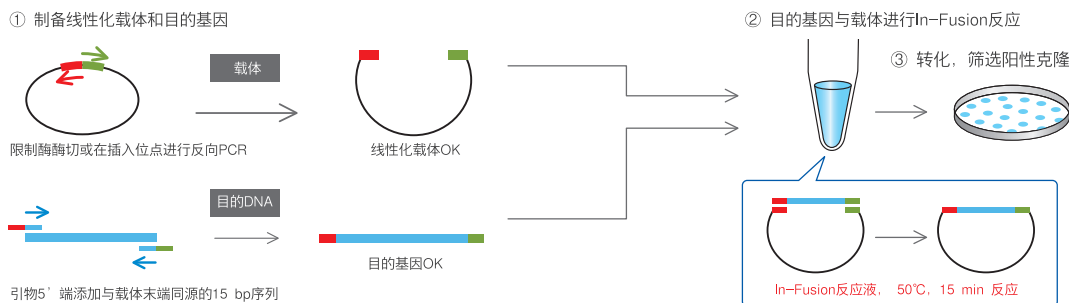 ① 制备线性化载体和目的基因
载体
限制酶酶切或在插入位点进行反向PCR
线性化载体OK
目的DNA
目的基因OK
引物5’端添加与载体末端同源的15 bp序列
② 目的基因与载体进行In-Fusion反应
③ 转化，筛选阳性克隆
In-Fusion反应液， 50℃，15 min 反应